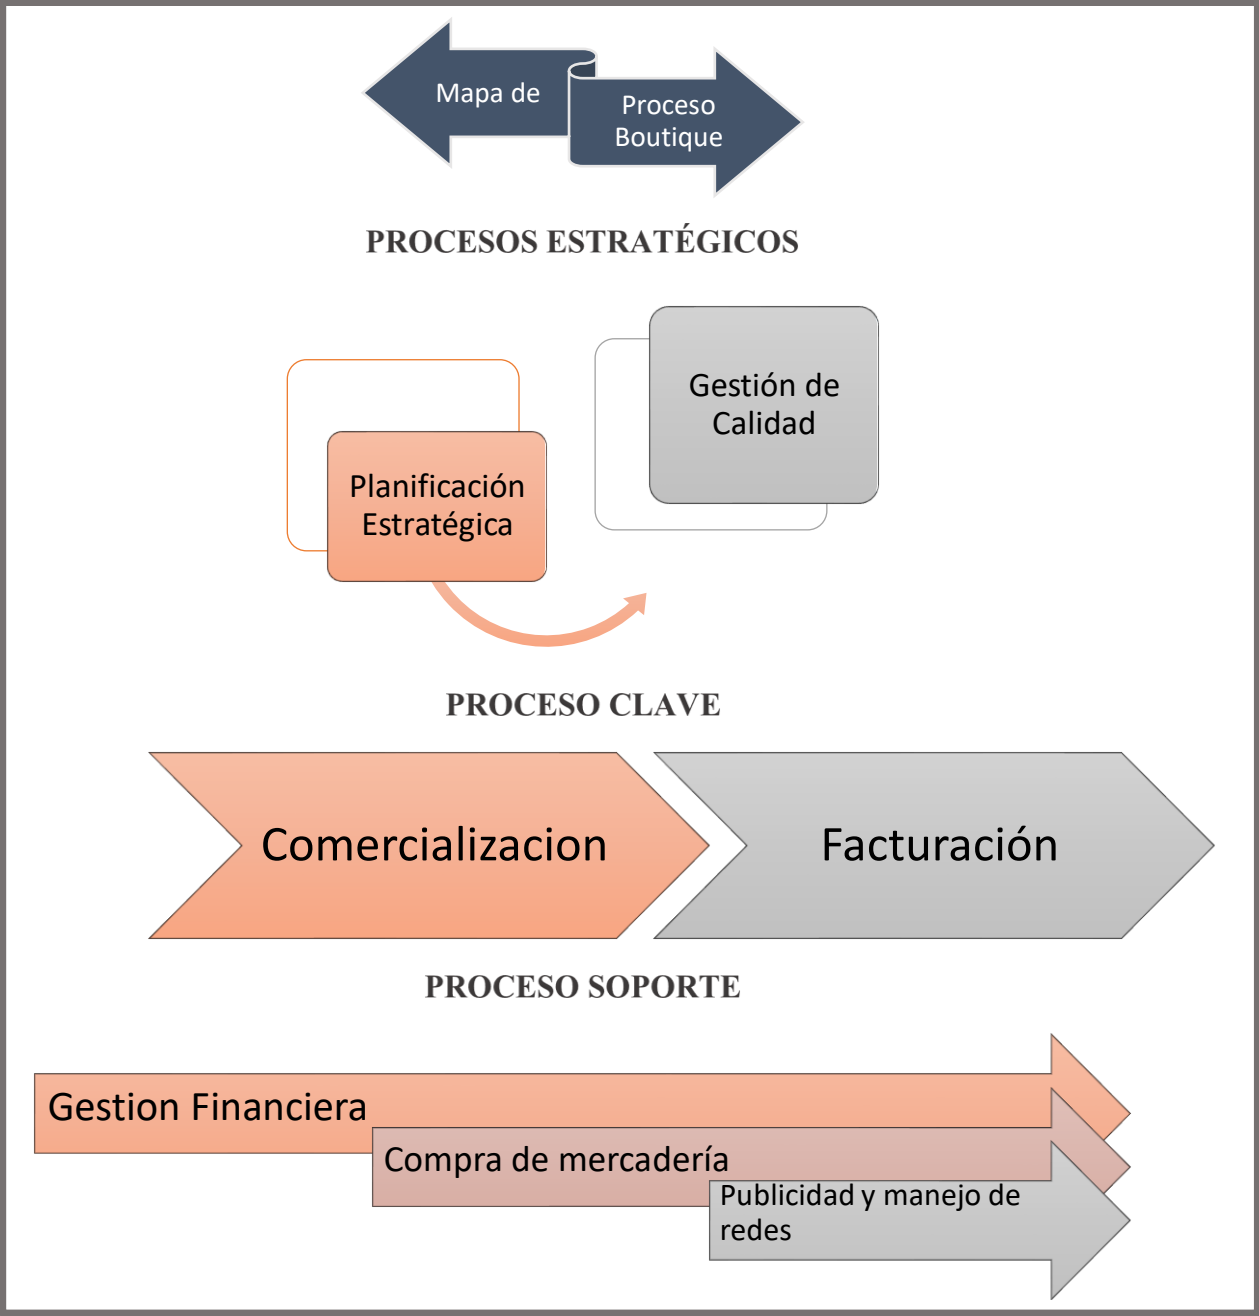 Mapa de
Proceso
Boutique
PROCESOS ESTRATÉGICOS
Gestión de
Calidad
Planificación
Estratégica
PROCESO CLAVE
Comercializacion
Facturación
PROCESO SOPORTE
Gestion Financiera
Compra de mercadería
Publicidad y manejo de
redes